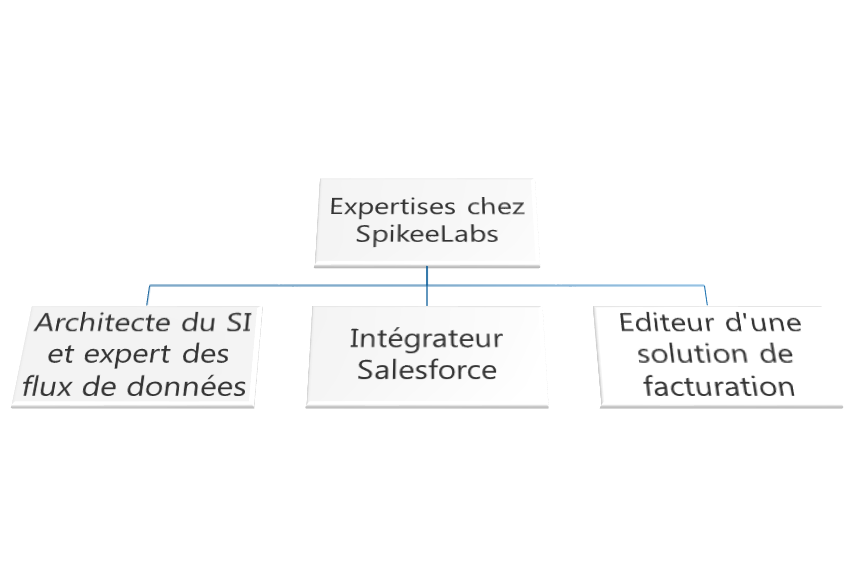 Expertises chez
SpikeeLabs
Architecte du SI
et expert des
flux de données
Intégrateur
Salesforce
Editeur d'une
solution de
facturation